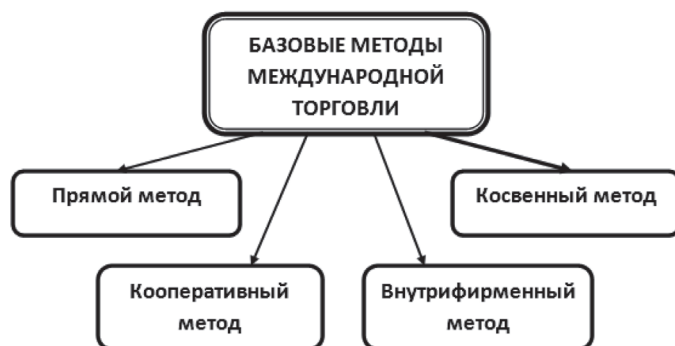 БАЗОВЫЕ МЕТОДЫ
МЕЖДУНАРОДНОЙ
ТОРГОВЛИ
Прямой метод
Косвенный метод
Кооперативный
метод
Внутрифирменный
метод